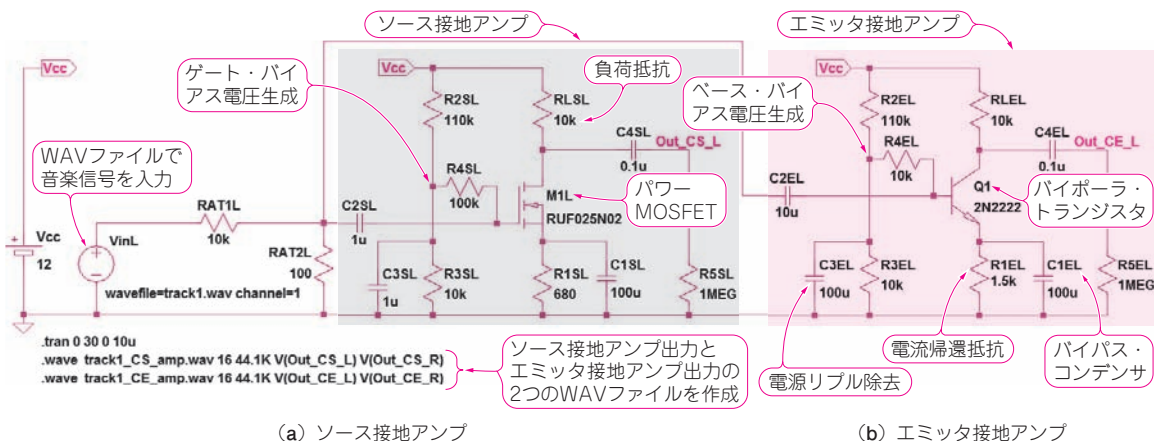 ソース接地アンプ
エミッタ接地アンプ
Vcc
Vcc
Vcc
ゲート・バイ
アス電圧生成
負荷抵抗
ベース・バイ
アス電圧生成
R2SL
110k
RLSL
10k
C4SL
0.1u
Out_CS_L
R2EL
110k
RLEL
10k
R4EL
10k
C4EL
0.1u
Out_CE_L
WAVファイルで
音楽信号を入力
R4SL
100k
M1L
RUF025N02
パワー
MOSFET
C2EL
10u
Q1
2N2222
バイポーラ・
トランジスタ
RAT1L
10k
C2SL
1u
Vcc
12
VinL
RAT2L
100
wavefile=track1.wav channel=1
C3SL
1u
R3SL
10k
R1SL
680
C1SL
100u
R5SL
1MEG
C3EL
100u
R3EL
10k
R1EL
1.5k
C1EL
100u
R5EL
1MEG
.tran 0 30 0 10u
.wave track1_CS_amp.wav 16 44.1K V(Out_CS_L) V(Out_CS_R)
.wave track1_CE_amp.wav 16 44.1K V(Out_CE_L) V(Out_CE_R)
ソース接地アンプ出力と
エミッタ接地アンプ出力の
2つのWAVファイルを作成
電源リプル除去
電流帰還抵抗
バイパス・
コンデンサ
(a) ソース接地アンプ
(b) エミッタ接地アンプ